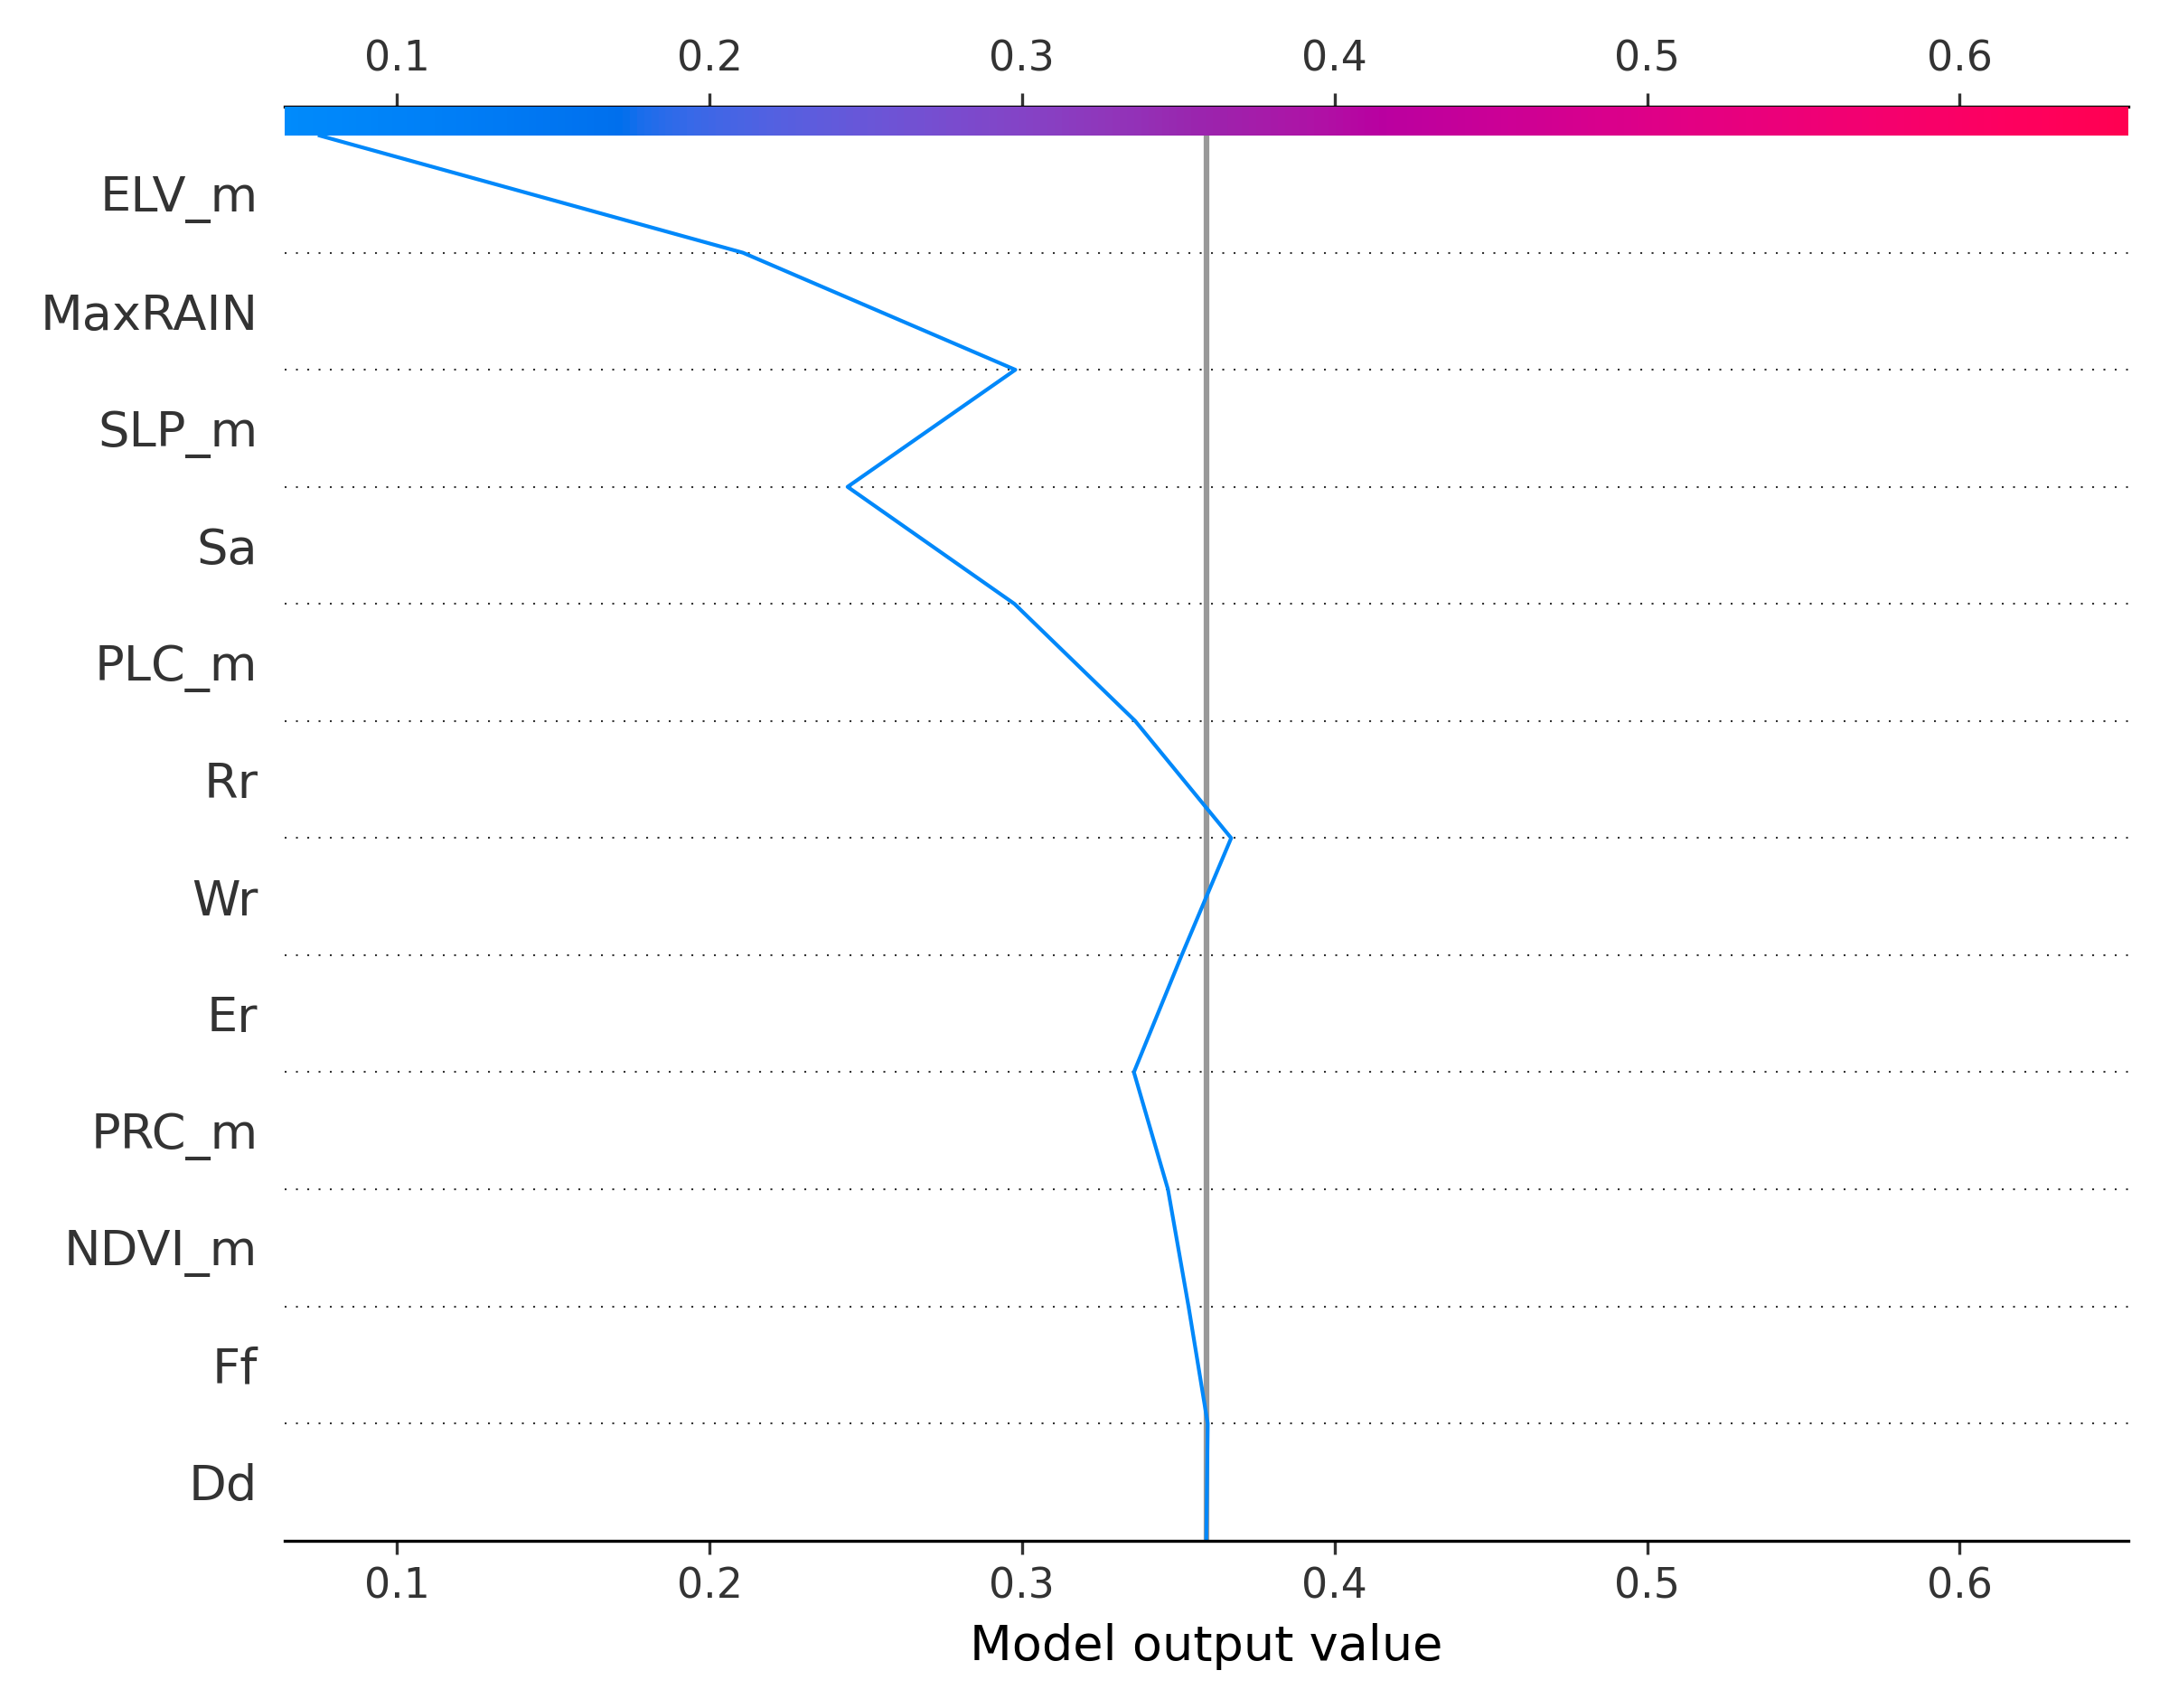 0.1 0.2 0.3 0.4 0.5 0.6
ELV_m
MaxRAIN
SLP_m
Sa
PLC_m
Rr
Wr
Er
PRC_m
NDVI_m
Ff
Dd
0.1 0.2 0.3 0.4 0.5 0.6
Model output value